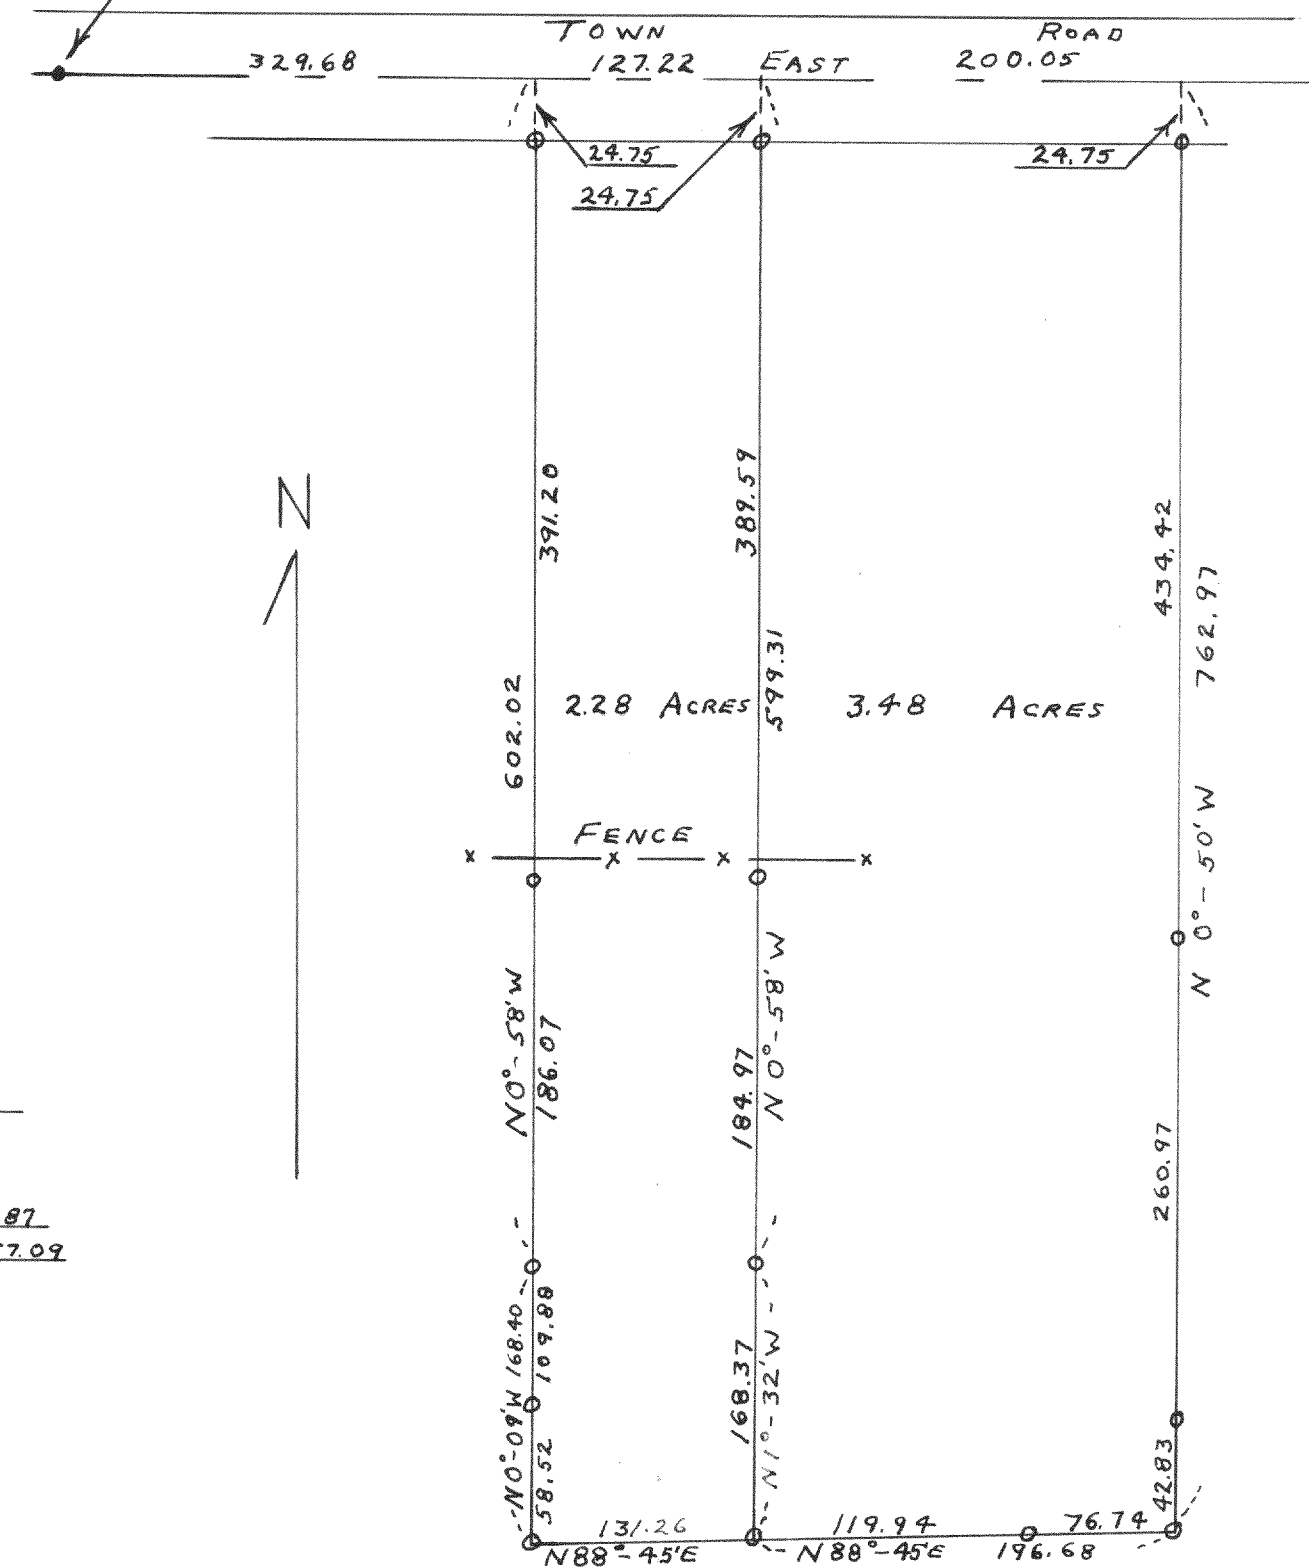 TOWN ROAD
329.68 127.22 EAST 200.05
24.75
24.75
24.75
N
391.20
389.59
434.42
762.97
602.02
599.31
2.28 ACRES
3.48 ACRES
FENCE
x x x x
N 0°-50'W
N0°-58'W
186.07
184.97
N 0°-58'W
260.97
87
7.09
N0°-09'W 168.40
109.88
168.37
N1°-32'W
58.52
42.83
131.26 119.94 76.74
N88°-45'E N88°-45'E 196.68